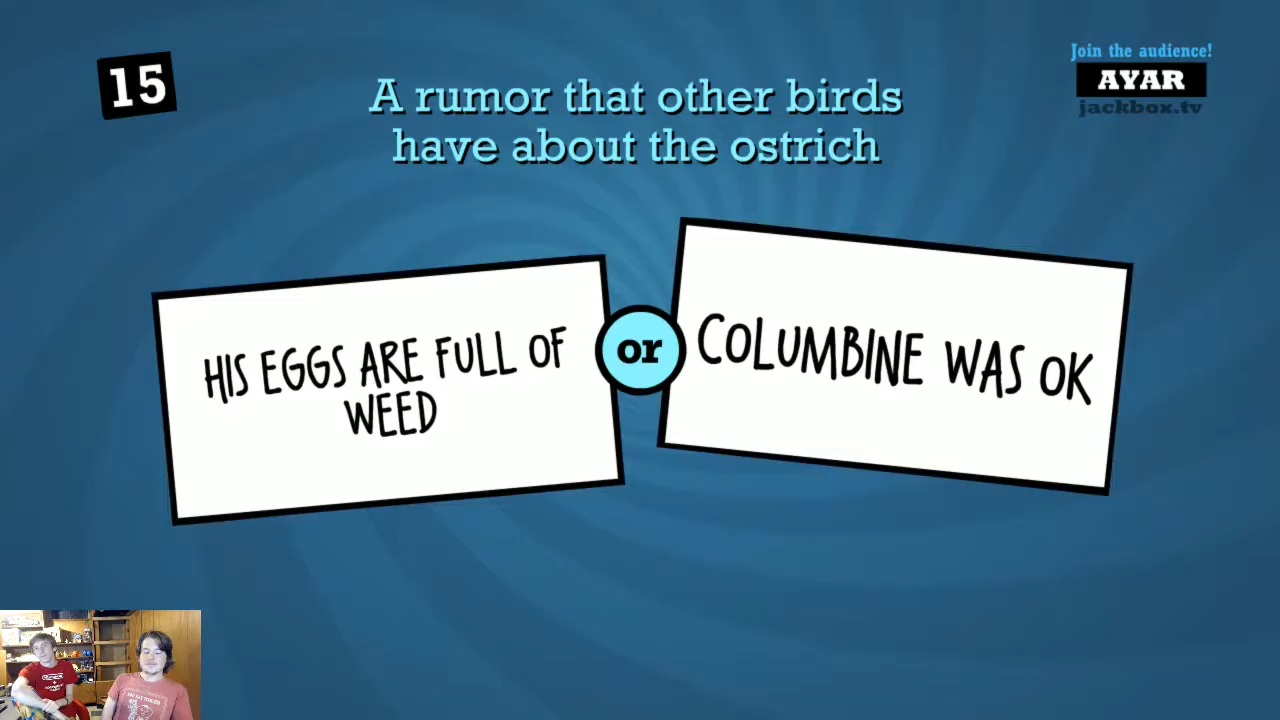 15
A rumor that other birds
have about the ostrich
Join the audience!
AYAR
jackbox.tv
HIS EGGS ARE FULL OF
WEED
or
COLUMBINE WAS OK